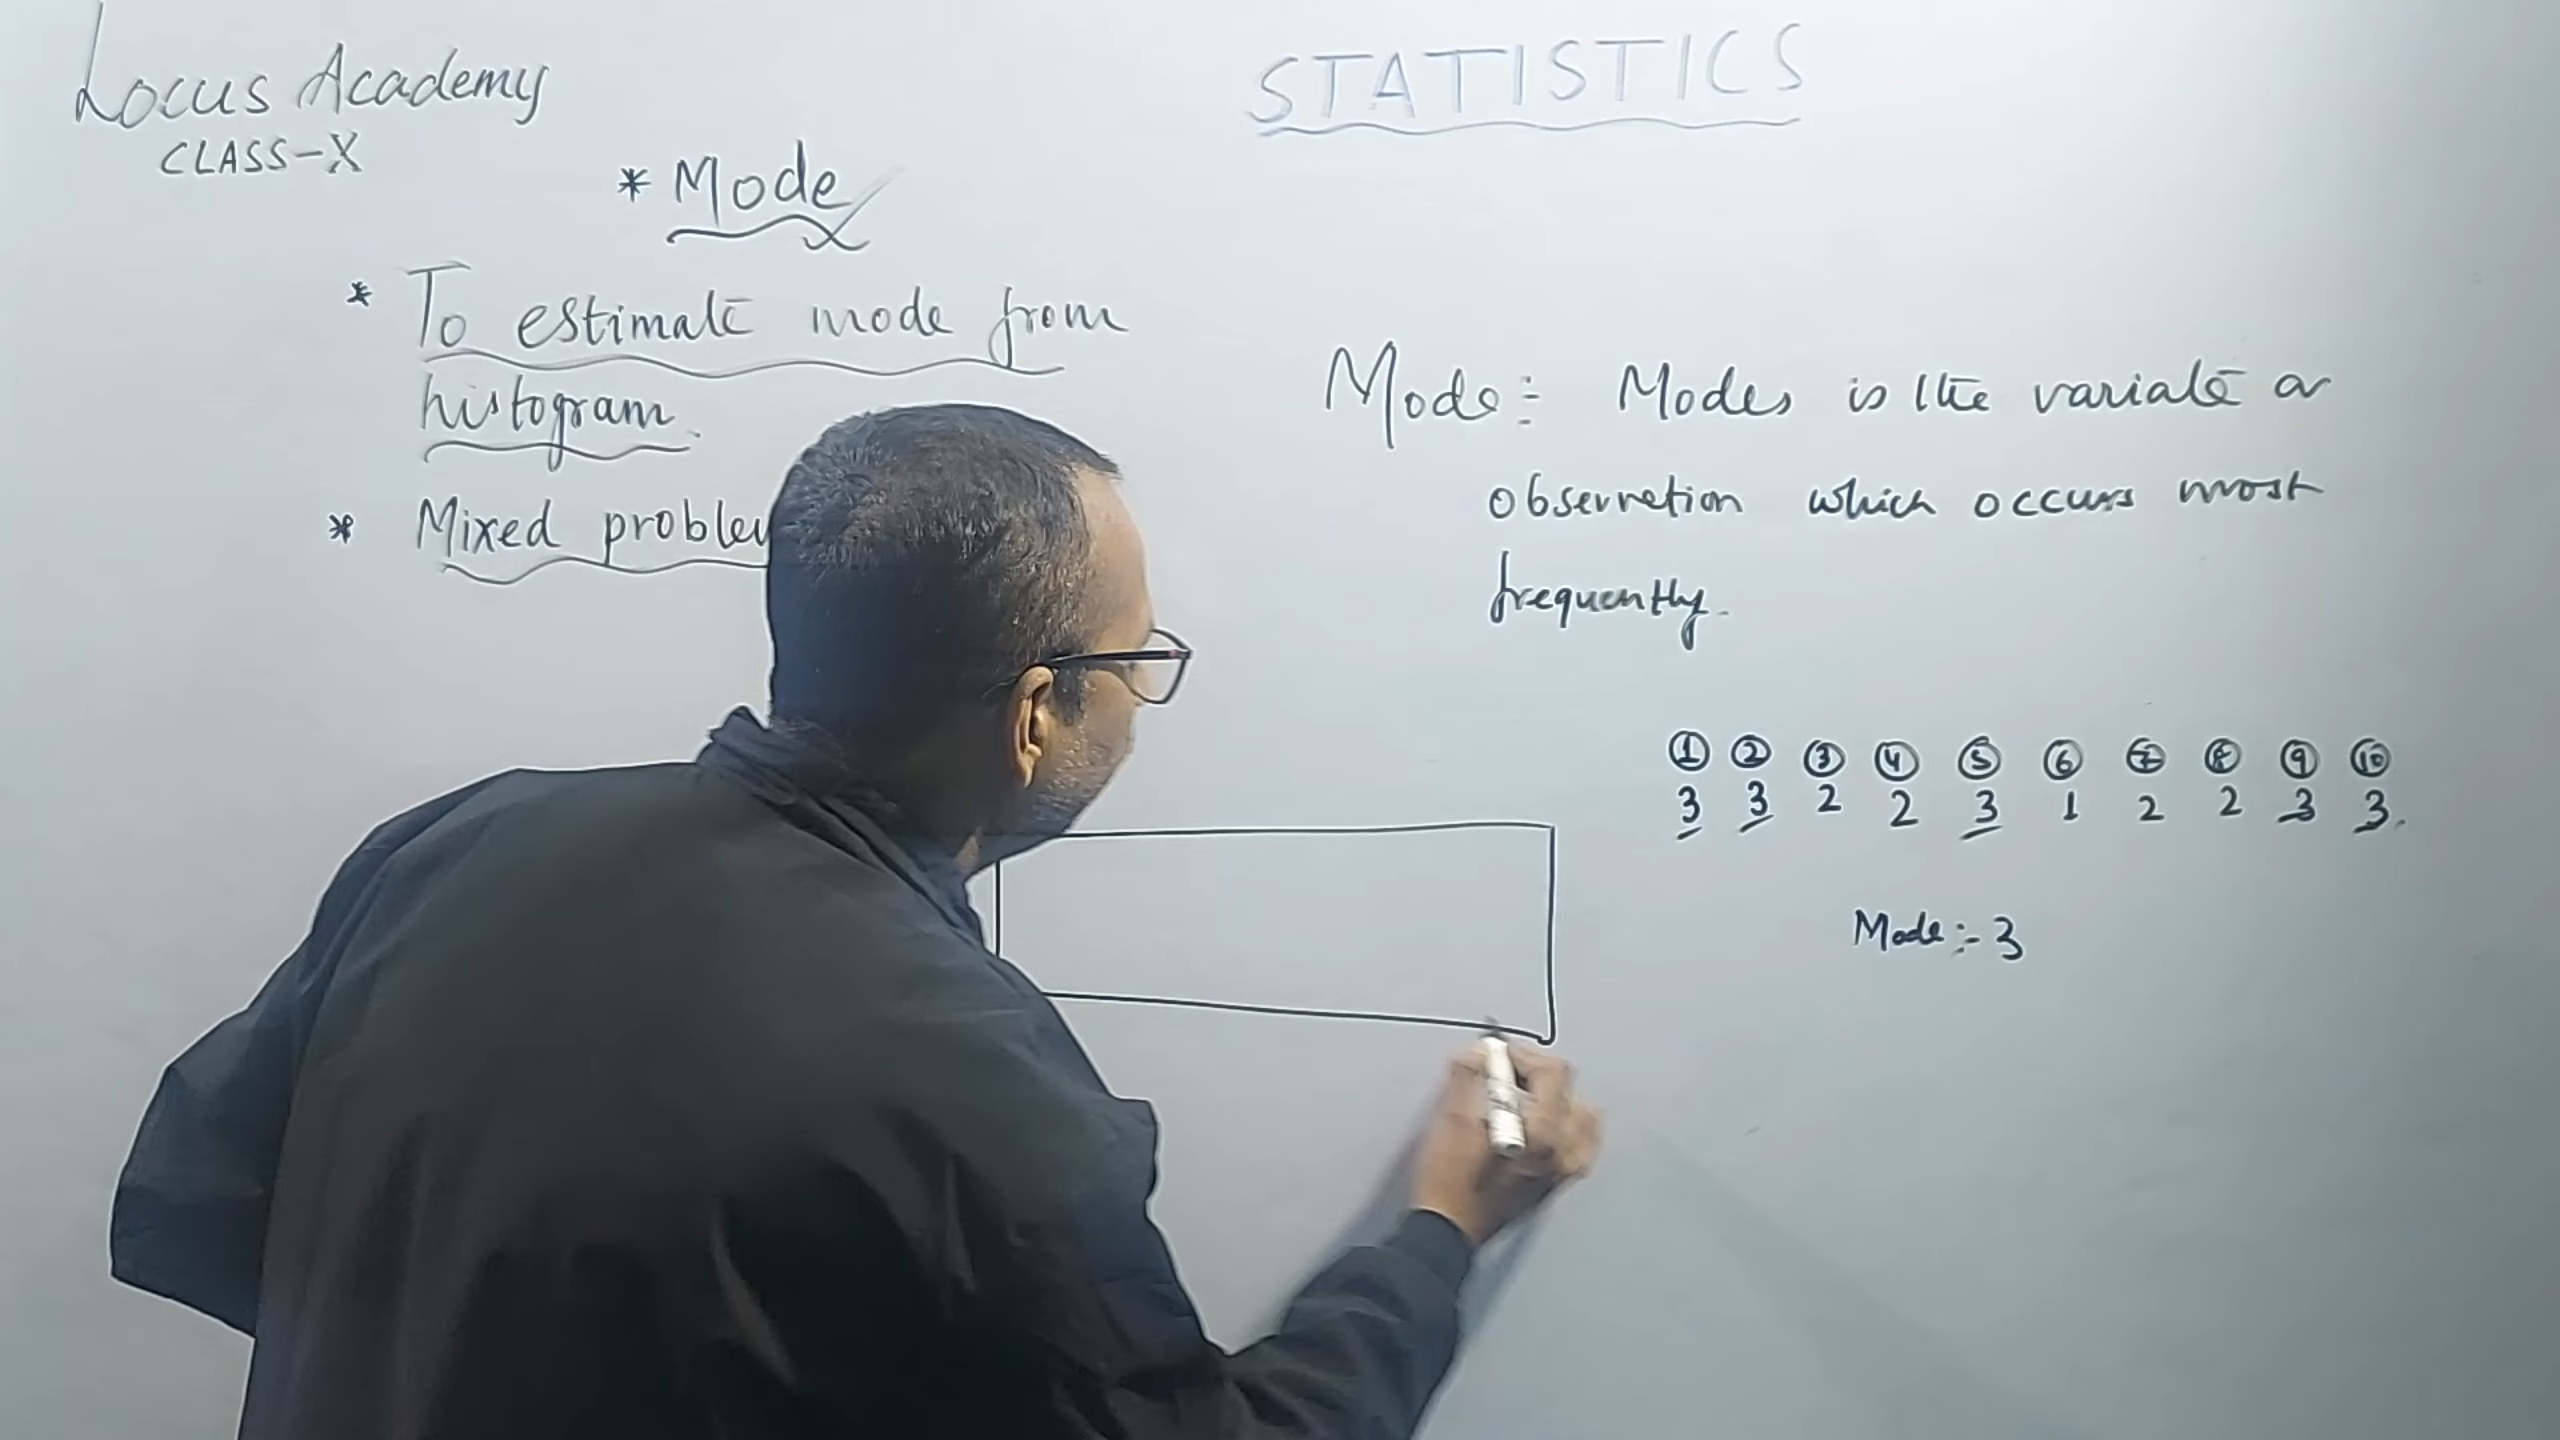 Locus Academy
CLASS-X
* Mode
* To estimate mode from
histogram.
* Mixed problem
STATISTICS
Mode:- Modes is the variate or
observation which occurs most
frequently.
① ② ③ ④ ⑤ ⑥ ⑦ ⑧ ⑨ ⑩
3 3 2 2 3 1 2 2 3 3.
Mode:- 3